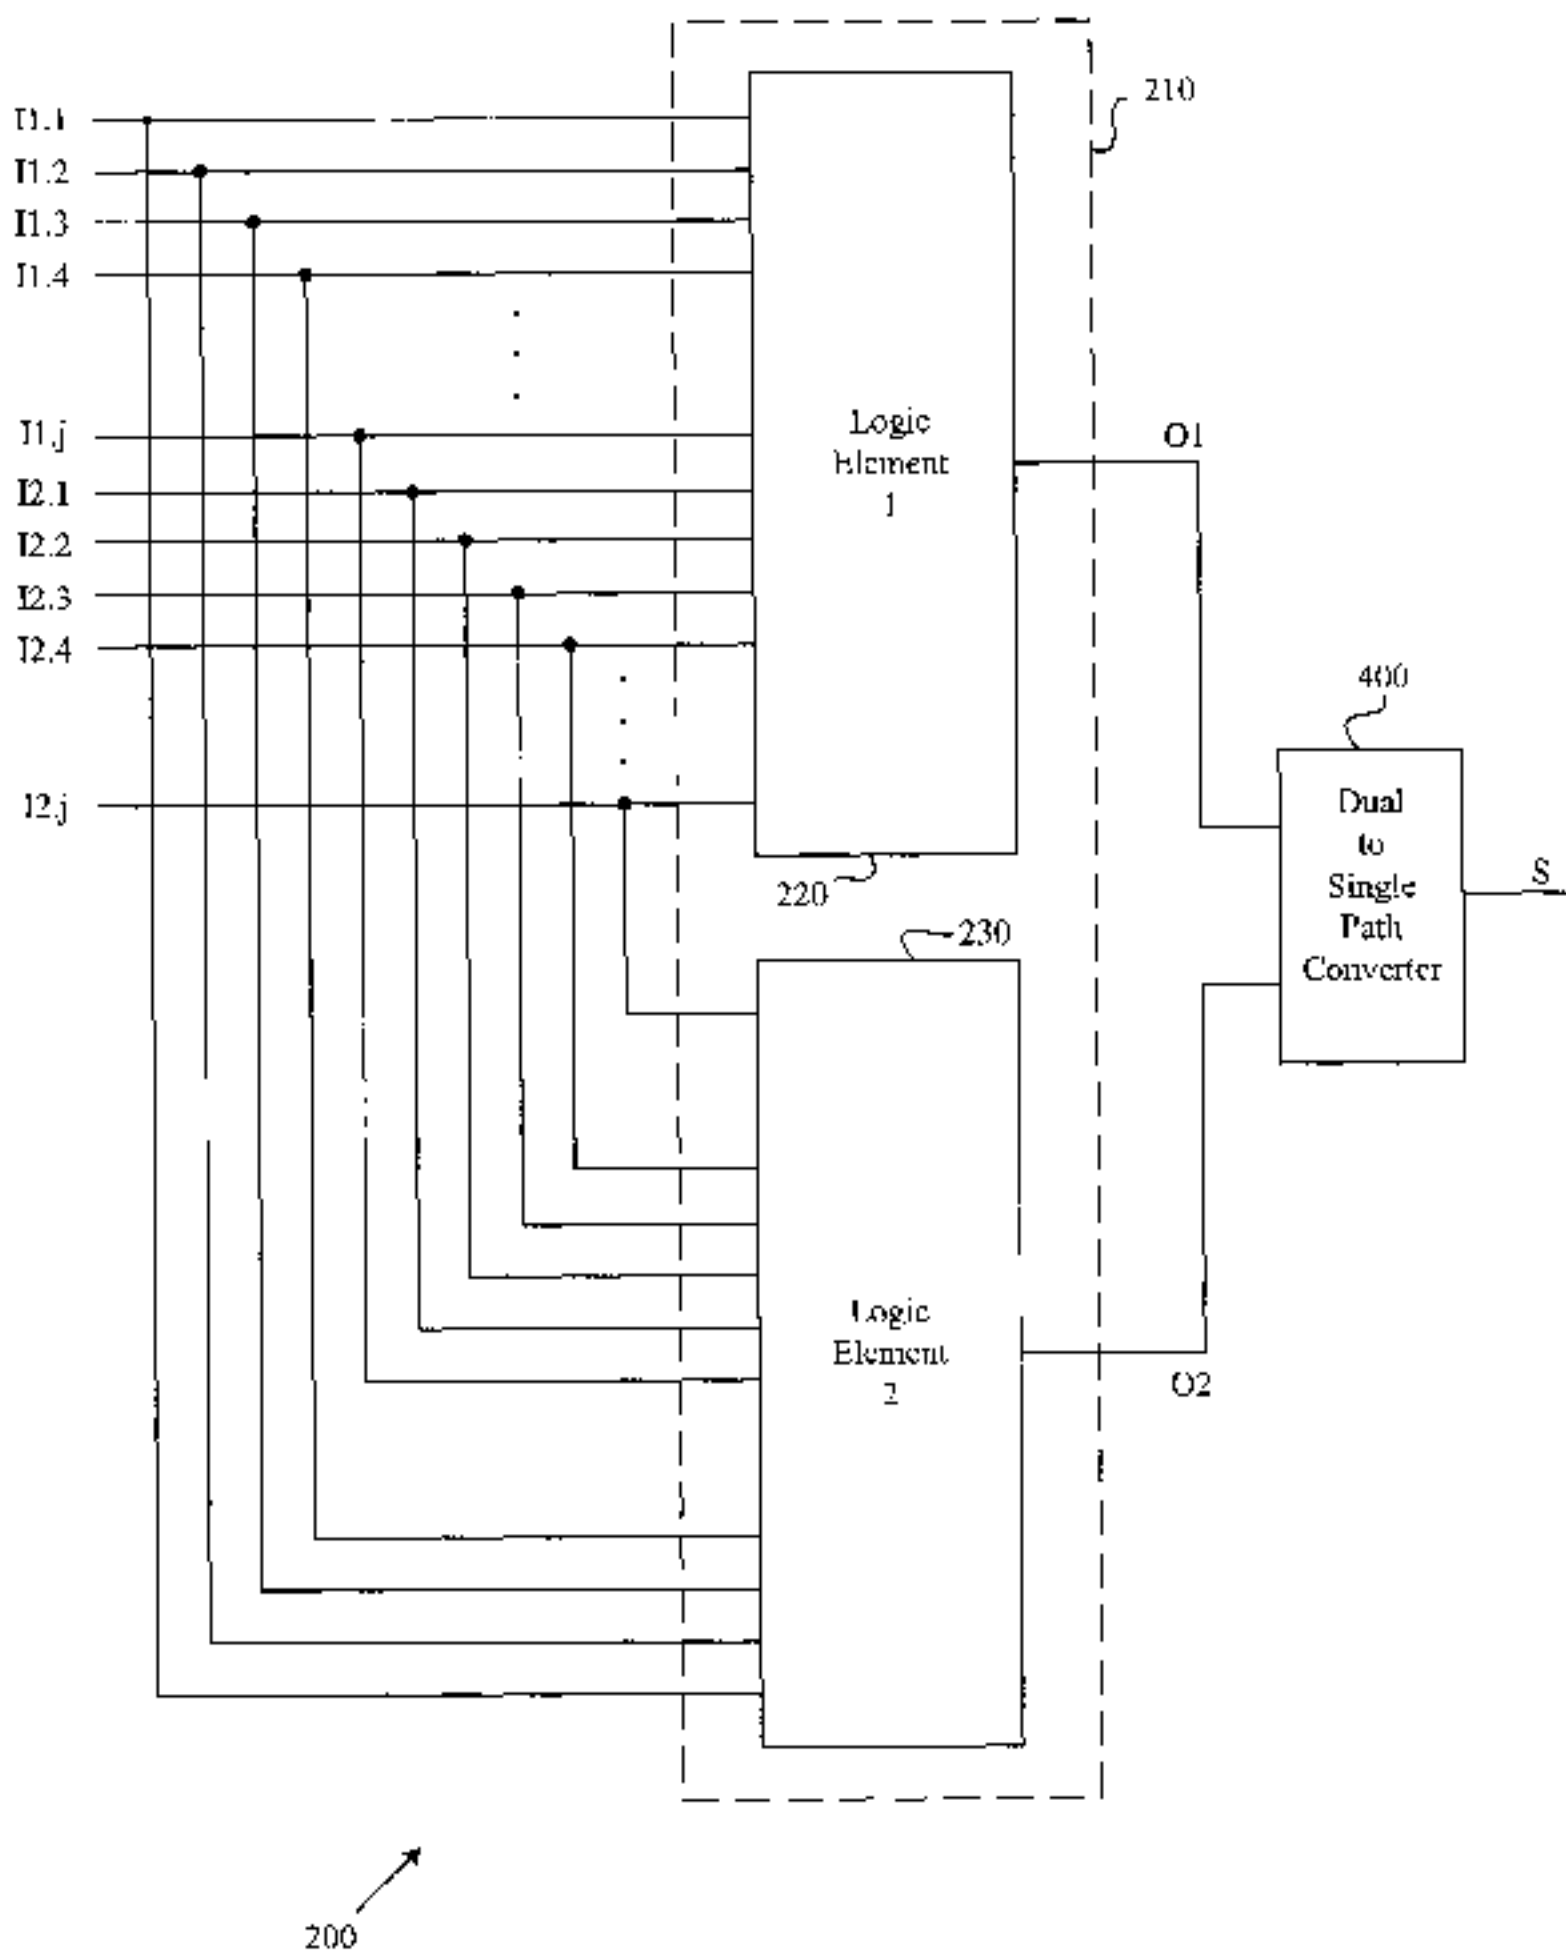 210
I1.1
I1.2
I1.3
I1.4
I1.j
I2.1
I2.2
I2.3
I2.4
I2.j
Logic
Element
1
O1
400
Dual
to
Single
Path
Converter
S
220
230
Logic
Element
2
O2
200